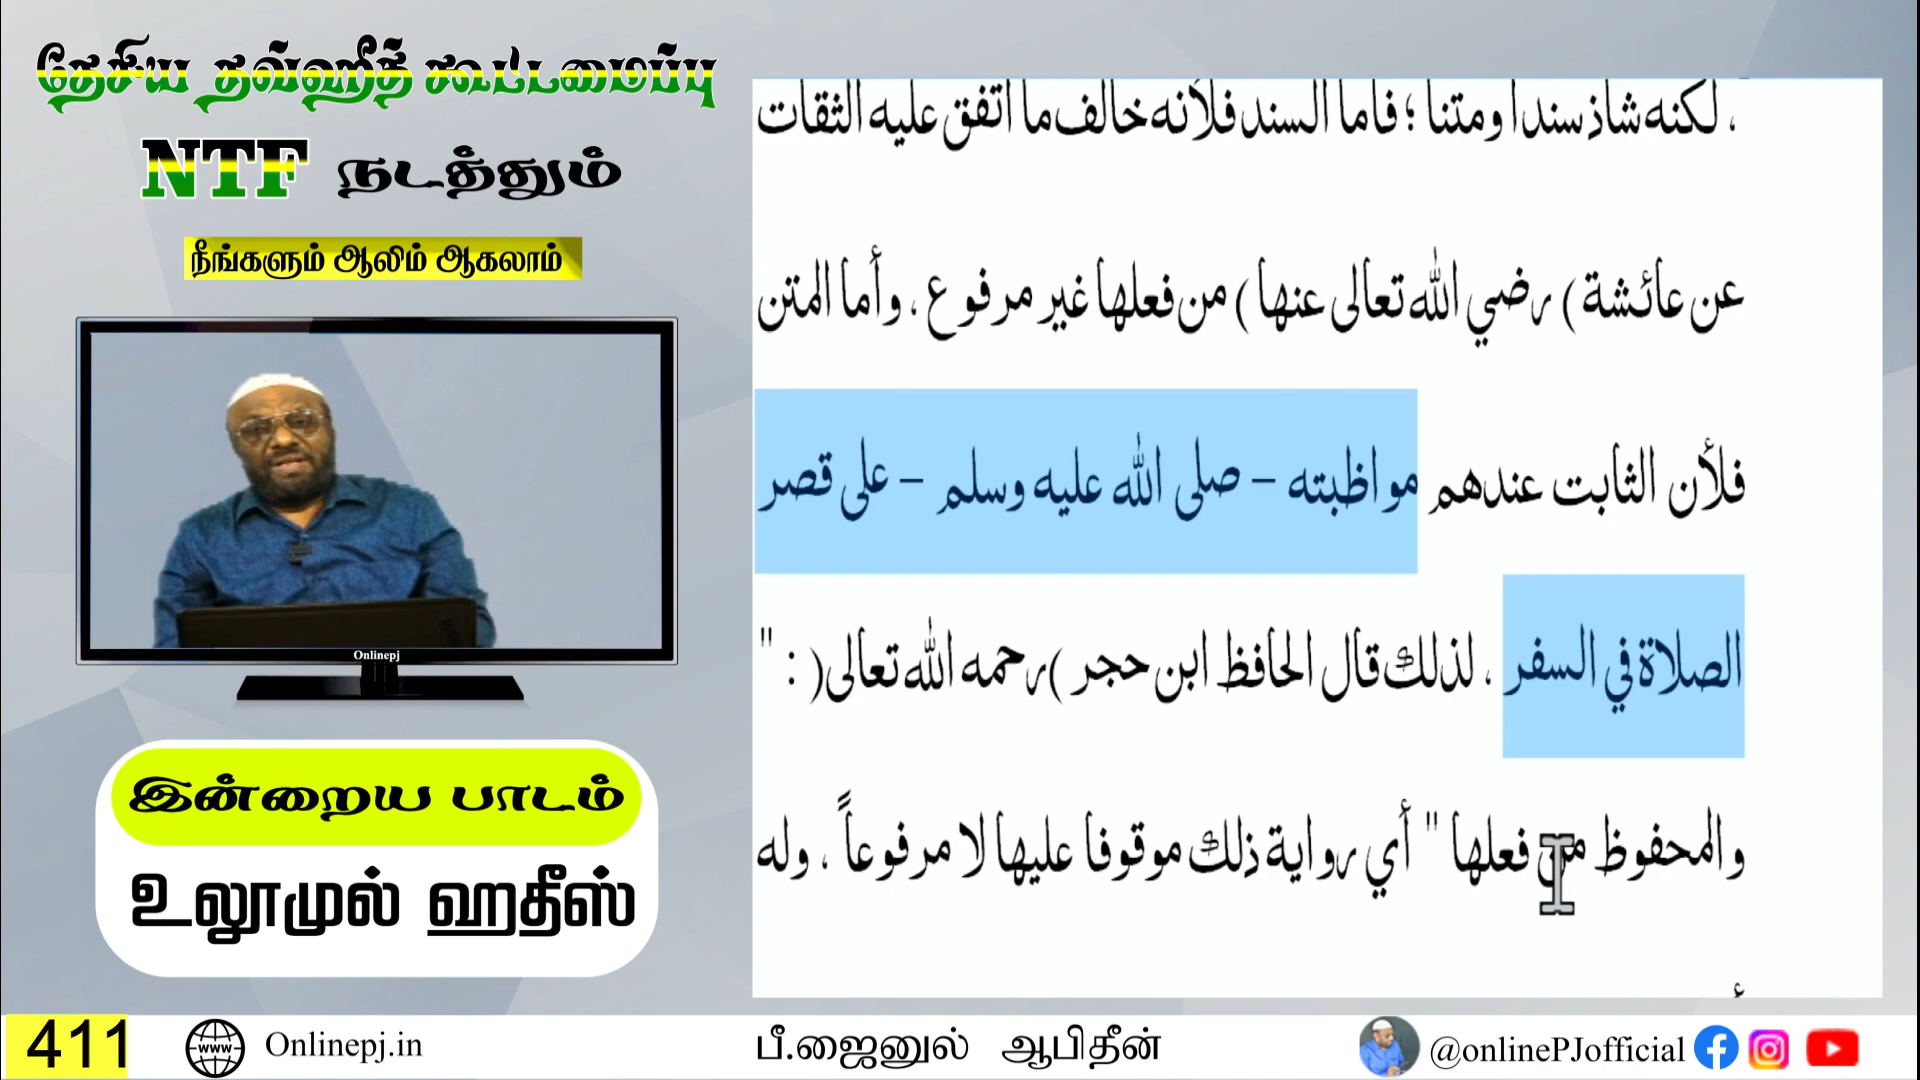 தேசிய தவ்ஹீத் கூட்டமைப்பு
NTF நடத்தும்
நீங்களும் ஆலிம் ஆகலாம்
Onlinepj
இன்றைய பாடம்
உலூமுல் ஹதீஸ்
، لكنه شاذ سندا ومتنا ؛ فأما السند فلأنه خالف ما اتفق عليه الثقات
عن عائشة ) رضي الله تعالى عنها ) من فعلها غير مرفوع ، وأما المتن
فلأن الثابت عندهم مواظبته – صلى الله عليه وسلم – على قصر
الصلاة في السفر ، لذلك قال الحافظ ابن حجر )رحمه الله تعالى( : "
والمحفوظ من فعلها " أي رواية ذلك موقوفا عليها لا مرفوعاً ، وله
411
www
Onlinepj.in
பீ.ஜைனுல் ஆபிதீன்
@onlinePJofficial